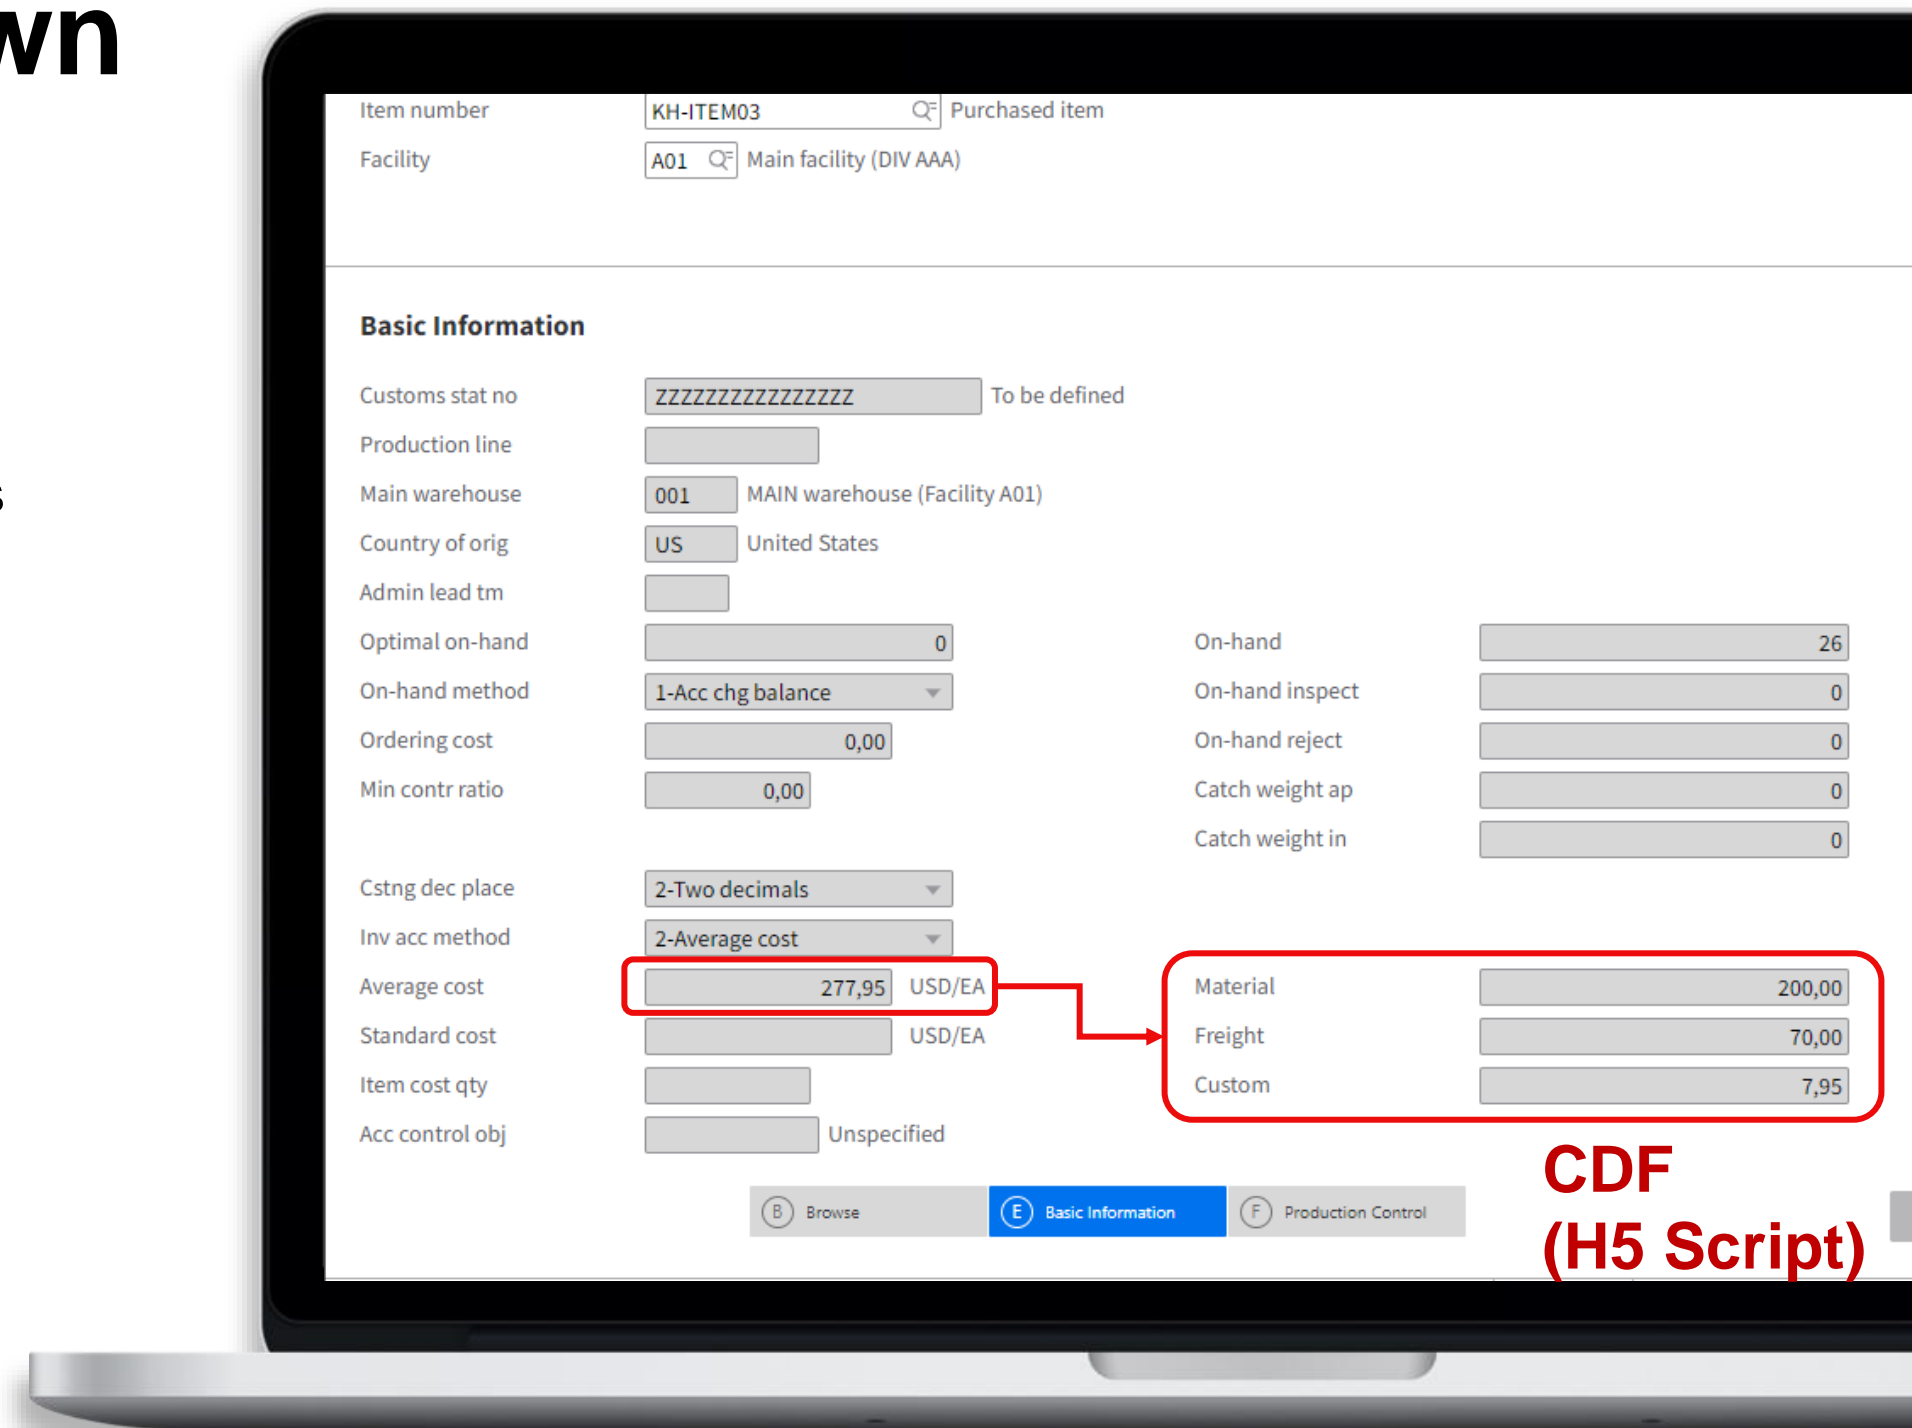 wn
s
Item number KH-ITEM03 Purchased item
Facility A01 Main facility (DIV AAA)
Basic Information
Customs stat no ZZZZZZZZZZZZZZZZ To be defined
Production line
Main warehouse 001 MAIN warehouse (Facility A01)
Country of orig US United States
Admin lead tm
Optimal on-hand 0 On-hand 26
On-hand method 1-Acc chg balance On-hand inspect 0
Ordering cost 0,00 On-hand reject 0
Min contr ratio 0,00 Catch weight ap 0
Catch weight in 0
Cstng dec place 2-Two decimals
Inv acc method 2-Average cost
Average cost 277,95 USD/EA Material 200,00
Standard cost USD/EA Freight 70,00
Item cost qty Custom 7,95
Acc control obj Unspecified
CDF
(H5 Script)
B Browse E Basic Information F Production Control